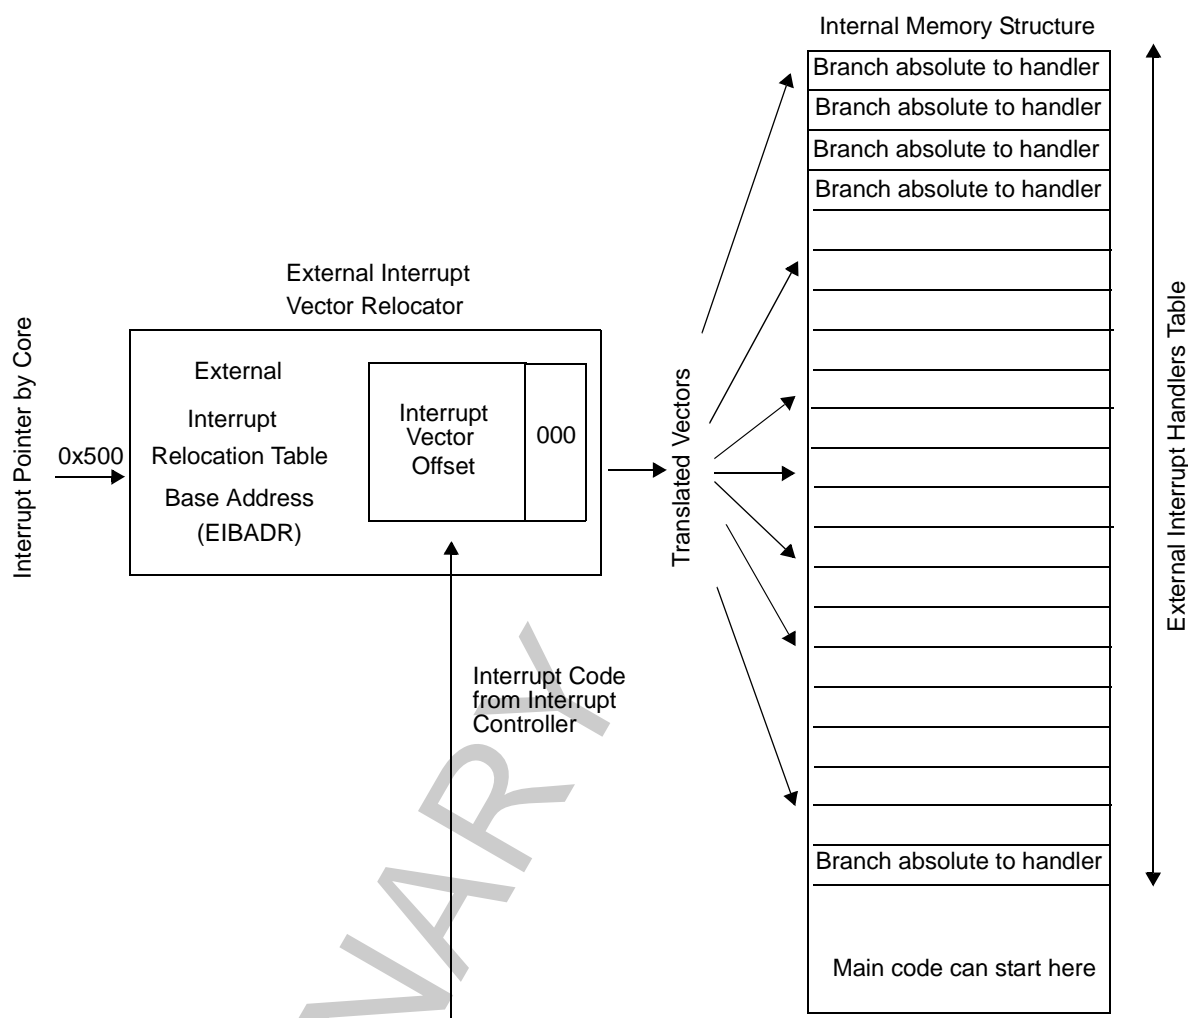 Internal Memory Structure
Branch absolute to handler
Branch absolute to handler
Branch absolute to handler
Branch absolute to handler
External Interrupt
Vector Relocator
Interrupt Pointer by Core
0x500
External
Interrupt
Relocation Table
Base Address
(EIBADR)
Interrupt
Vector
Offset
000
Translated Vectors
External Interrupt Handlers Table
Interrupt Code
from Interrupt
Controller
Branch absolute to handler
Main code can start here
NARY